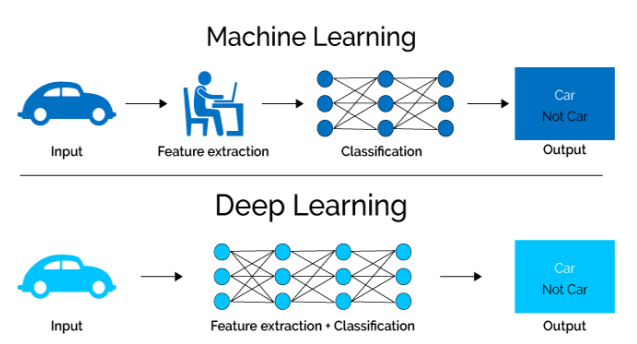 Machine Learning
Car
Not Car
Input
Feature extraction
Classification
Output
Deep Learning
Car
Not Car
Input
Feature extraction + Classification
Output